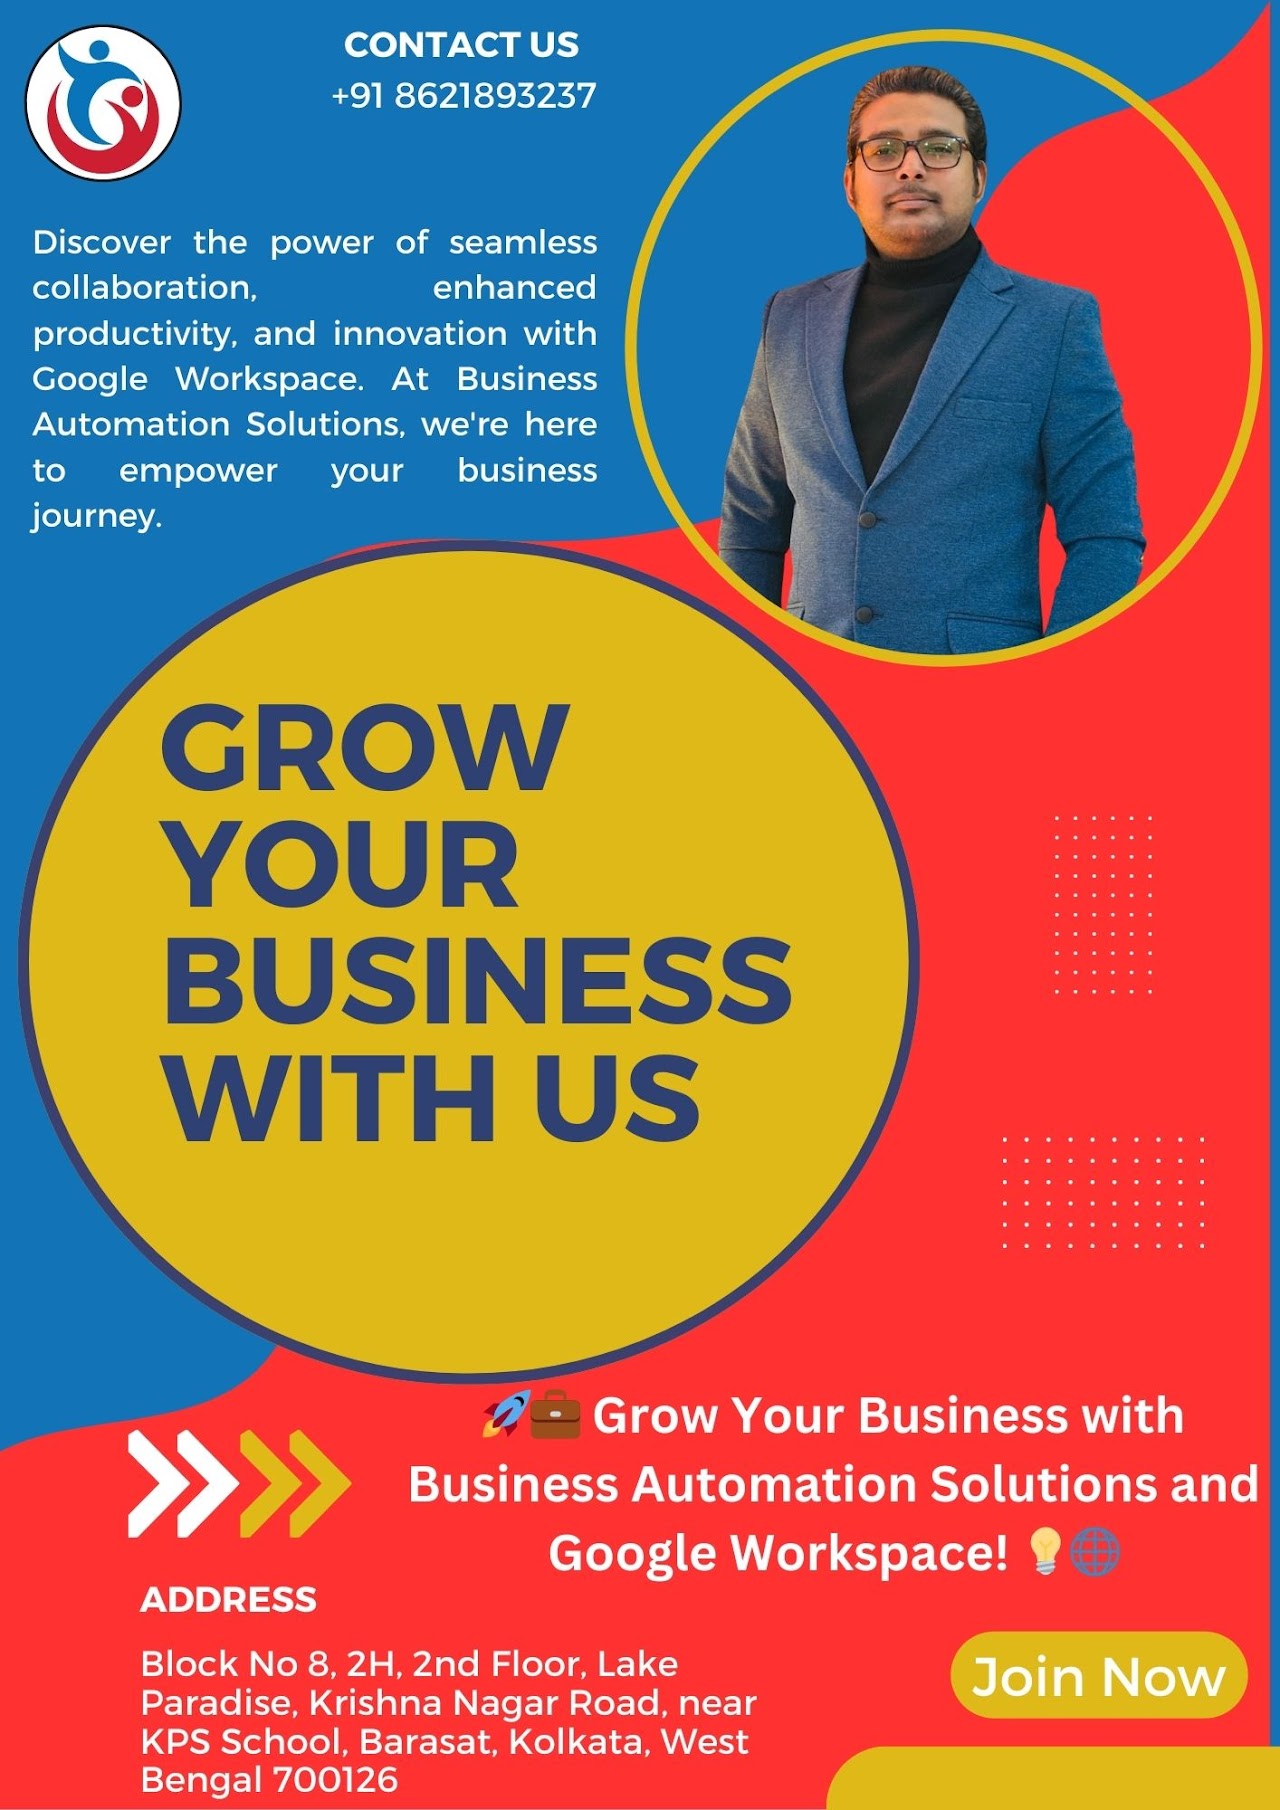 CONTACT US
+91 8621893237
Discover the power of seamless
collaboration, enhanced
productivity, and innovation with
Google Workspace. At Business
Automation Solutions, we're here
to empower your business
journey.
GROW
YOUR
BUSINESS
WITH US
🚀💼 Grow Your Business with
Business Automation Solutions and
Google Workspace! 💡🌐
ADDRESS
Block No 8, 2H, 2nd Floor, Lake
Paradise, Krishna Nagar Road, near
KPS School, Barasat, Kolkata, West
Bengal 700126
Join Now